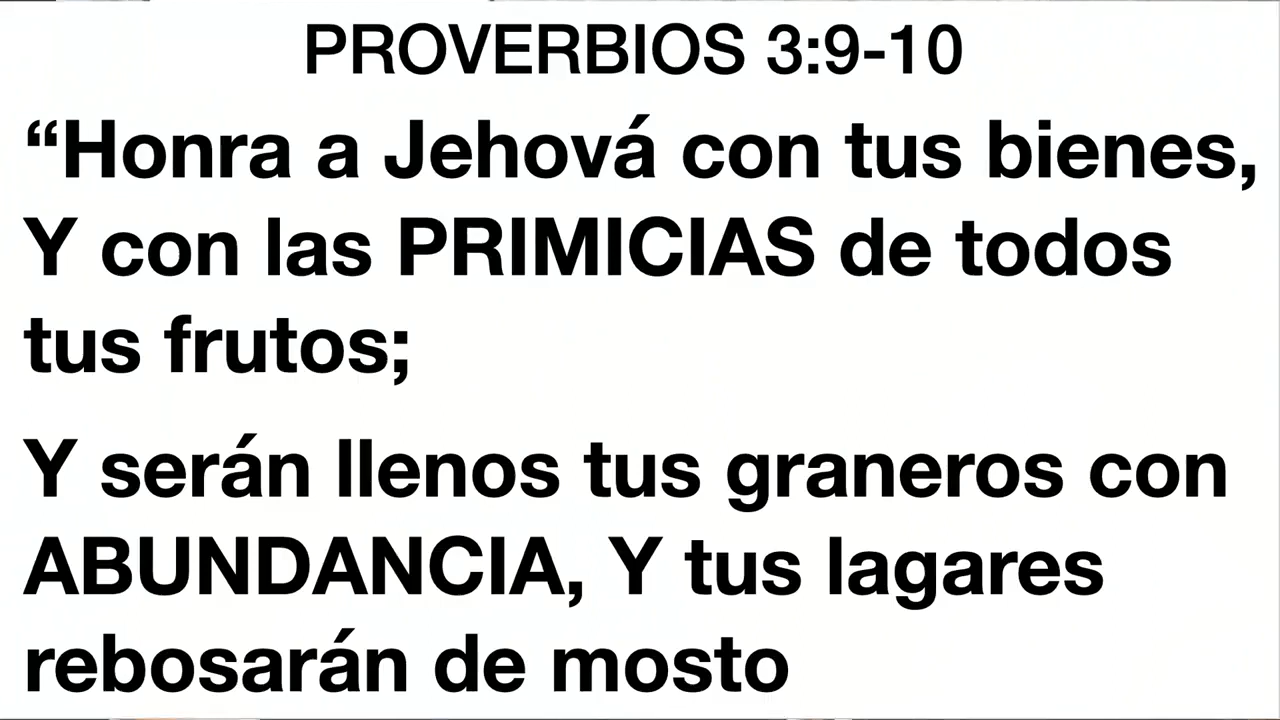 PROVERBIOS 3:9-10
“Honra a Jehová con tus bienes,
Y con las PRIMICIAS de todos
tus frutos;
Y serán llenos tus graneros con
ABUNDANCIA, Y tus lagares
rebosarán de mosto